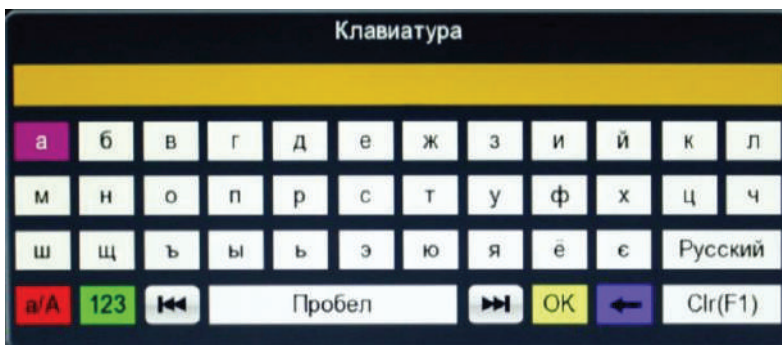 Клавиатура
а б в г д е ж з и й к л
м н о п р с т у ф х ц ч
ш щ ъ ы ь э ю я ё є Русский
а/А 123 Пробел OK Clr(F1)